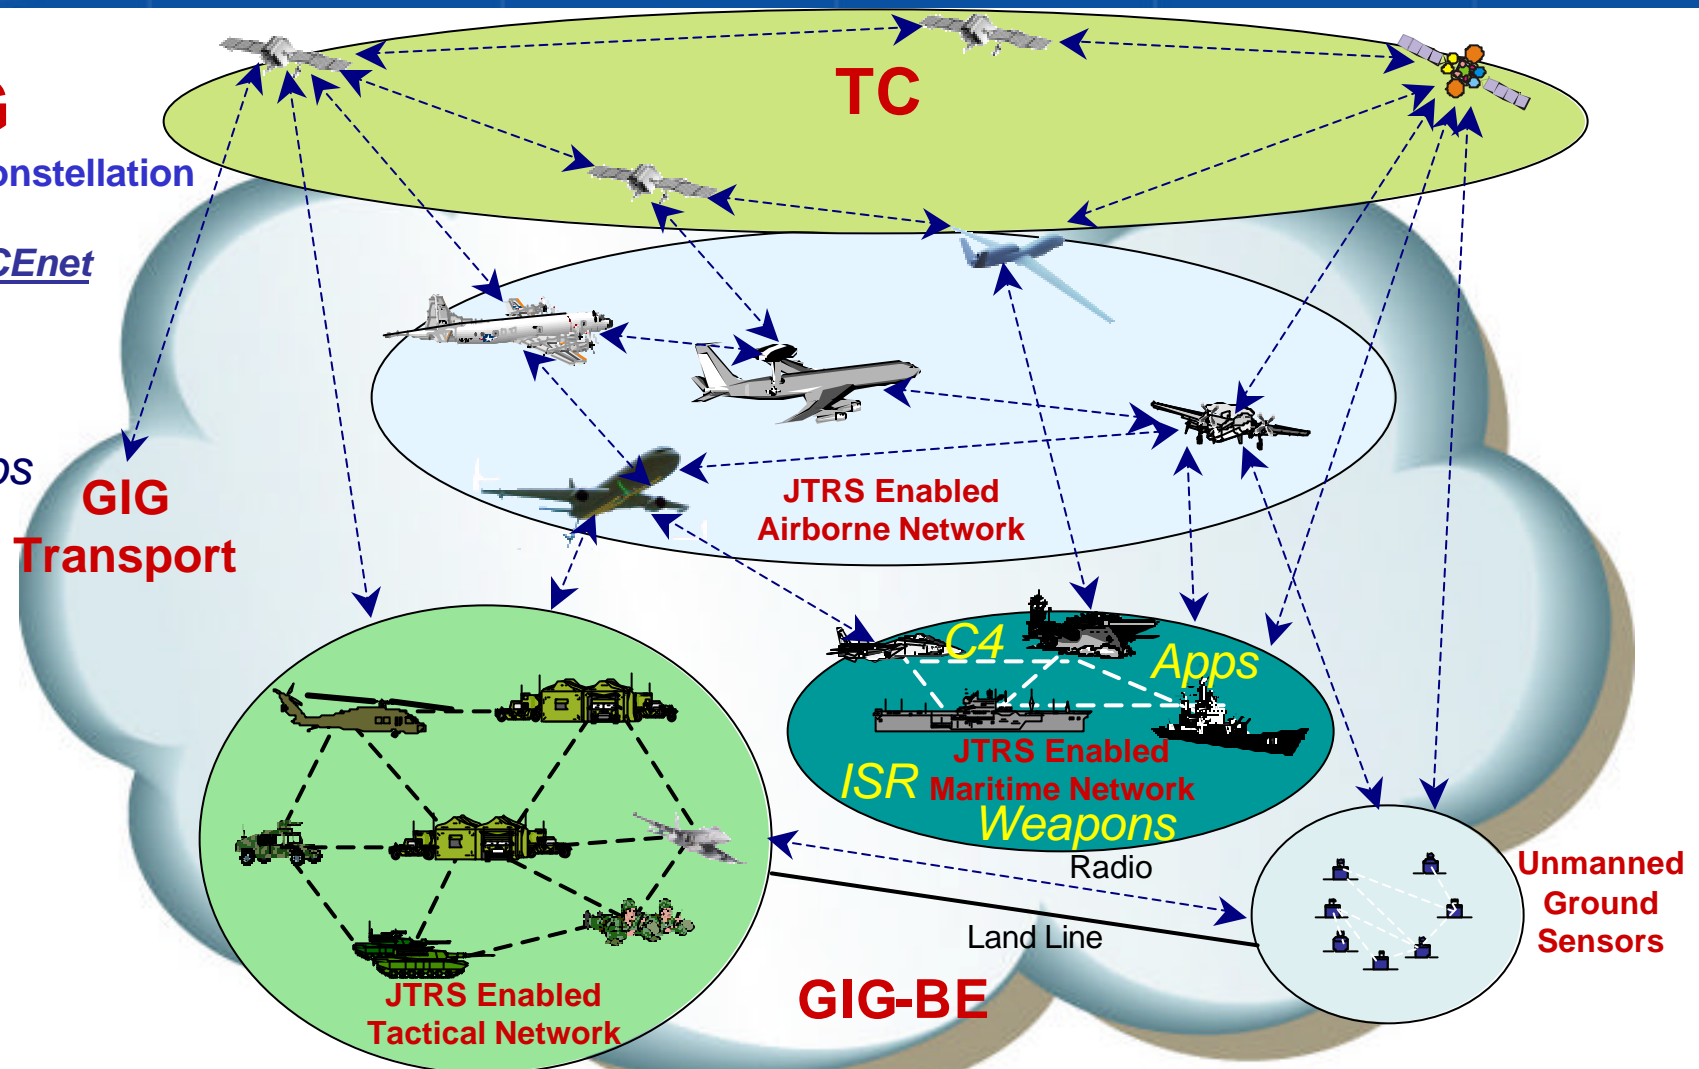 TC
G
onstellation
CEnet
os
GIG
Transport
JTRS Enabled
Airborne Network
C4
Apps
JTRS Enabled
ISR
Maritime Network
Weapons
Radio
Land Line
Unmanned
Ground
Sensors
JTRS Enabled
Tactical Network
GIG-BE